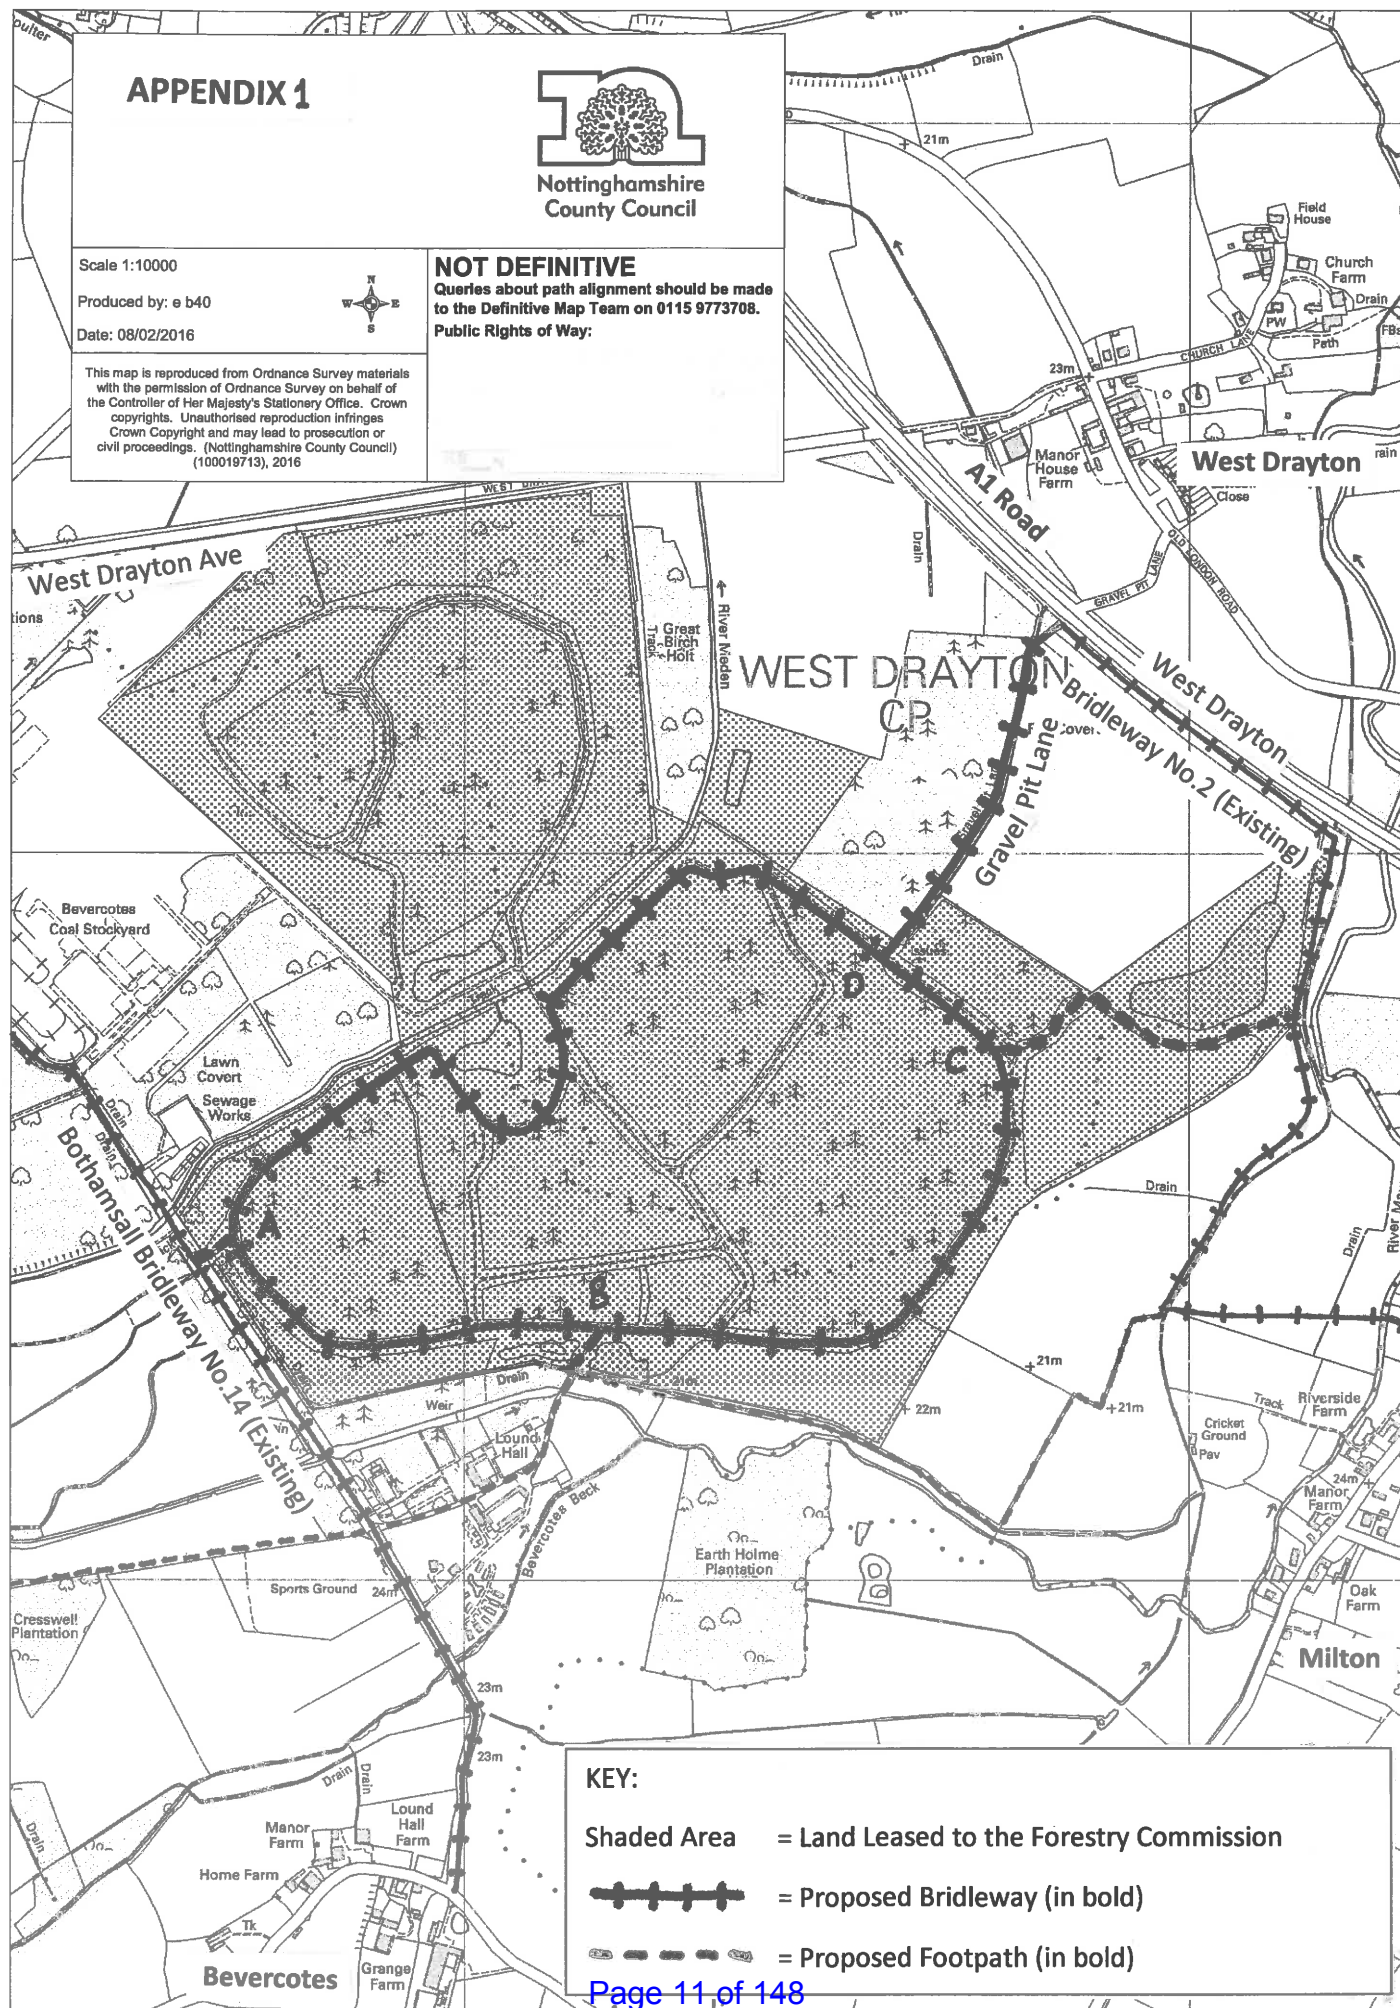 APPENDIX 1
Nottinghamshire
County Council
Scale 1:10000
Produced by: e b40
Date: 08/02/2016
N
W E
S
NOT DEFINITIVE
Queries about path alignment should be made
to the Definitive Map Team on 0115 9773708.
Public Rights of Way:
This map is reproduced from Ordnance Survey materials
with the permission of Ordnance Survey on behalf of
the Controller of Her Majesty's Stationery Office. Crown
copyrights. Unauthorised reproduction infringes
Crown Copyright and may lead to prosecution or
civil proceedings. (Nottinghamshire County Council)
(100019713), 2016
Drain
21m
Field
House
Church
Farm
Drain
FBs
PW
Path
CHURCH LANE
23m
Manor
House
Farm
West Drayton
Close
A1 Road
Drain
GRAVEL PIT LANE
OLD LONDON ROAD
West Drayton Ave
Great
Birch
Holt
Track
River Meden
WEST DRAYTON
CP
West Drayton
Bridleway No.2 (Existing)
Gravel Pit Lane
Bevercotes
Coal Stockyard
Issues
D
C
Lawn
Covert
Sewage
Works
Drain
Drain
A
B
Bothamsall Bridleway No.14 (Existing)
Drain
Drain
River M
Drain
Weir
Lound
Hall
21m
22m
21m
21m
Track
Riverside
Farm
Cricket
Ground
Pav
24m
Manor
Farm
Bevercotes Beck
Earth Holme
Plantation
Sports Ground
24m
Cresswell
Plantation
Oak
Farm
Milton
23m
23m
Drain
Drain
Drain
Lound
Hall
Farm
Manor
Farm
Home Farm
Tk
Grange
Farm
Bevercotes
KEY:
Shaded Area = Land Leased to the Forestry Commission
= Proposed Bridleway (in bold)
= Proposed Footpath (in bold)
Page 11 of 148